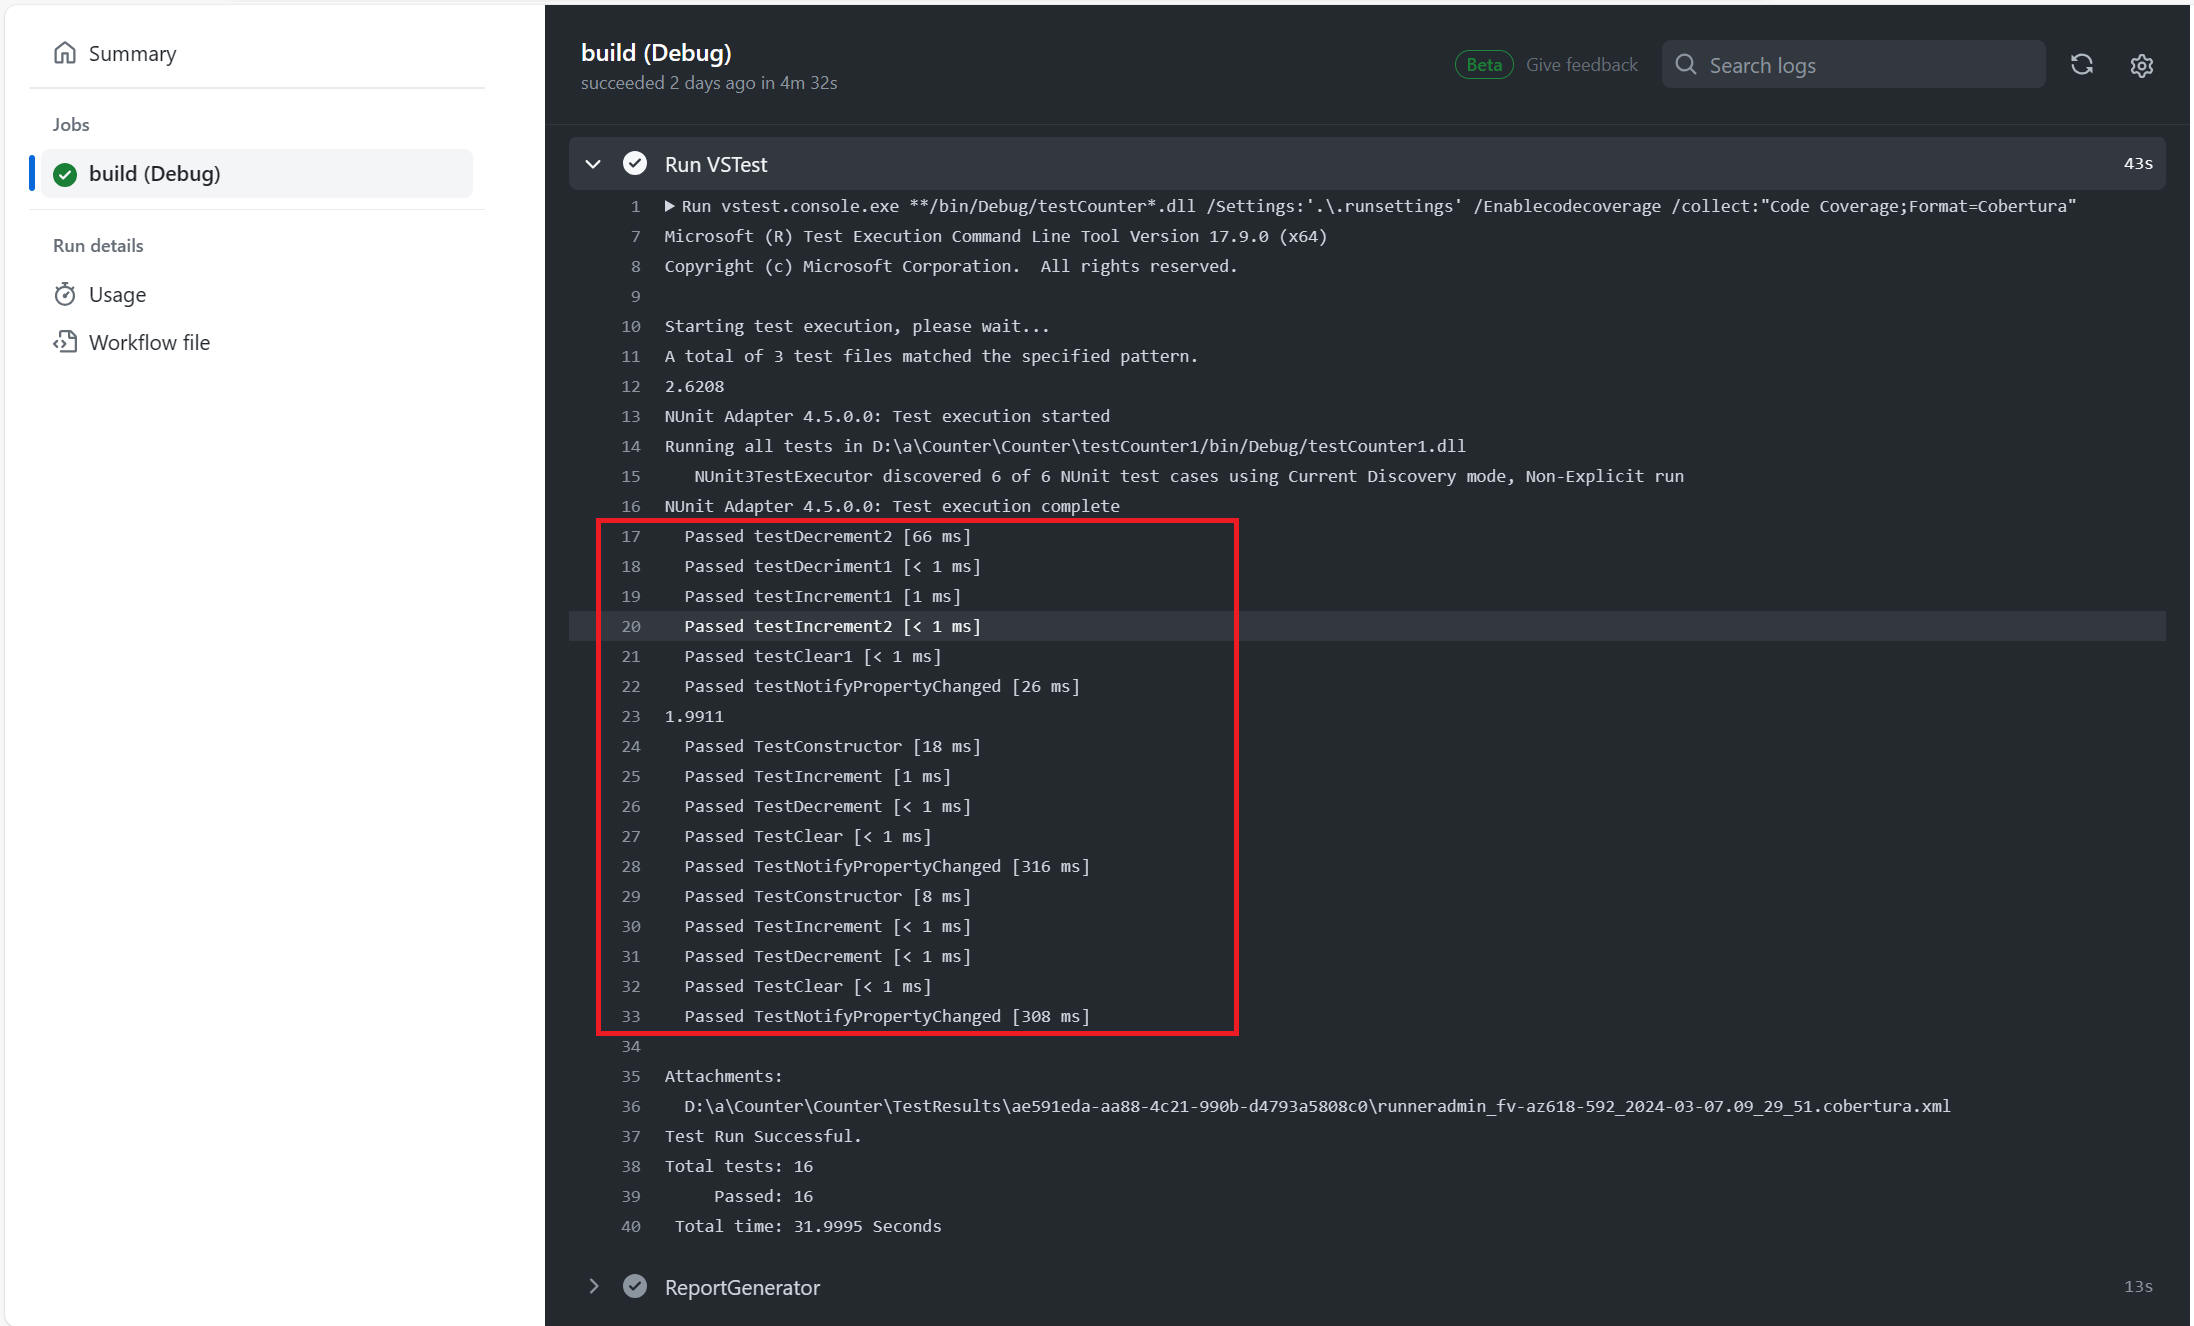 Summary
Jobs
build (Debug)
Run details
Usage
Workflow file
build (Debug)
succeeded 2 days ago in 4m 32s
Beta Give feedback
Search logs
Run VSTest 43s
1 Run vstest.console.exe **/bin/Debug/testCounter*.dll /Settings:'.\.runsettings' /Enablecodecoverage /collect:"Code Coverage;Format=Cobertura"
7 Microsoft (R) Test Execution Command Line Tool Version 17.9.0 (x64)
8 Copyright (c) Microsoft Corporation.  All rights reserved.
9
10 Starting test execution, please wait...
11 A total of 3 test files matched the specified pattern.
12 2.6208
13 NUnit Adapter 4.5.0.0: Test execution started
14 Running all tests in D:\a\Counter\Counter\testCounter1/bin/Debug/testCounter1.dll
15    NUnit3TestExecutor discovered 6 of 6 NUnit test cases using Current Discovery mode, Non-Explicit run
16 NUnit Adapter 4.5.0.0: Test execution complete
17   Passed testDecrement2 [66 ms]
18   Passed testDecriment1 [< 1 ms]
19   Passed testIncrement1 [1 ms]
20   Passed testIncrement2 [< 1 ms]
21   Passed testClear1 [< 1 ms]
22   Passed testNotifyPropertyChanged [26 ms]
23 1.9911
24   Passed TestConstructor [18 ms]
25   Passed TestIncrement [1 ms]
26   Passed TestDecrement [< 1 ms]
27   Passed TestClear [< 1 ms]
28   Passed TestNotifyPropertyChanged [316 ms]
29   Passed TestConstructor [8 ms]
30   Passed TestIncrement [< 1 ms]
31   Passed TestDecrement [< 1 ms]
32   Passed TestClear [< 1 ms]
33   Passed TestNotifyPropertyChanged [308 ms]
34
35 Attachments:
36   D:\a\Counter\Counter\TestResults\ae591eda-aa88-4c21-990b-d4793a5808c0\runneradmin_fv-az618-592_2024-03-07.09_29_51.cobertura.xml
37 Test Run Successful.
38 Total tests: 16
39      Passed: 16
40  Total time: 31.9995 Seconds
ReportGenerator 13s